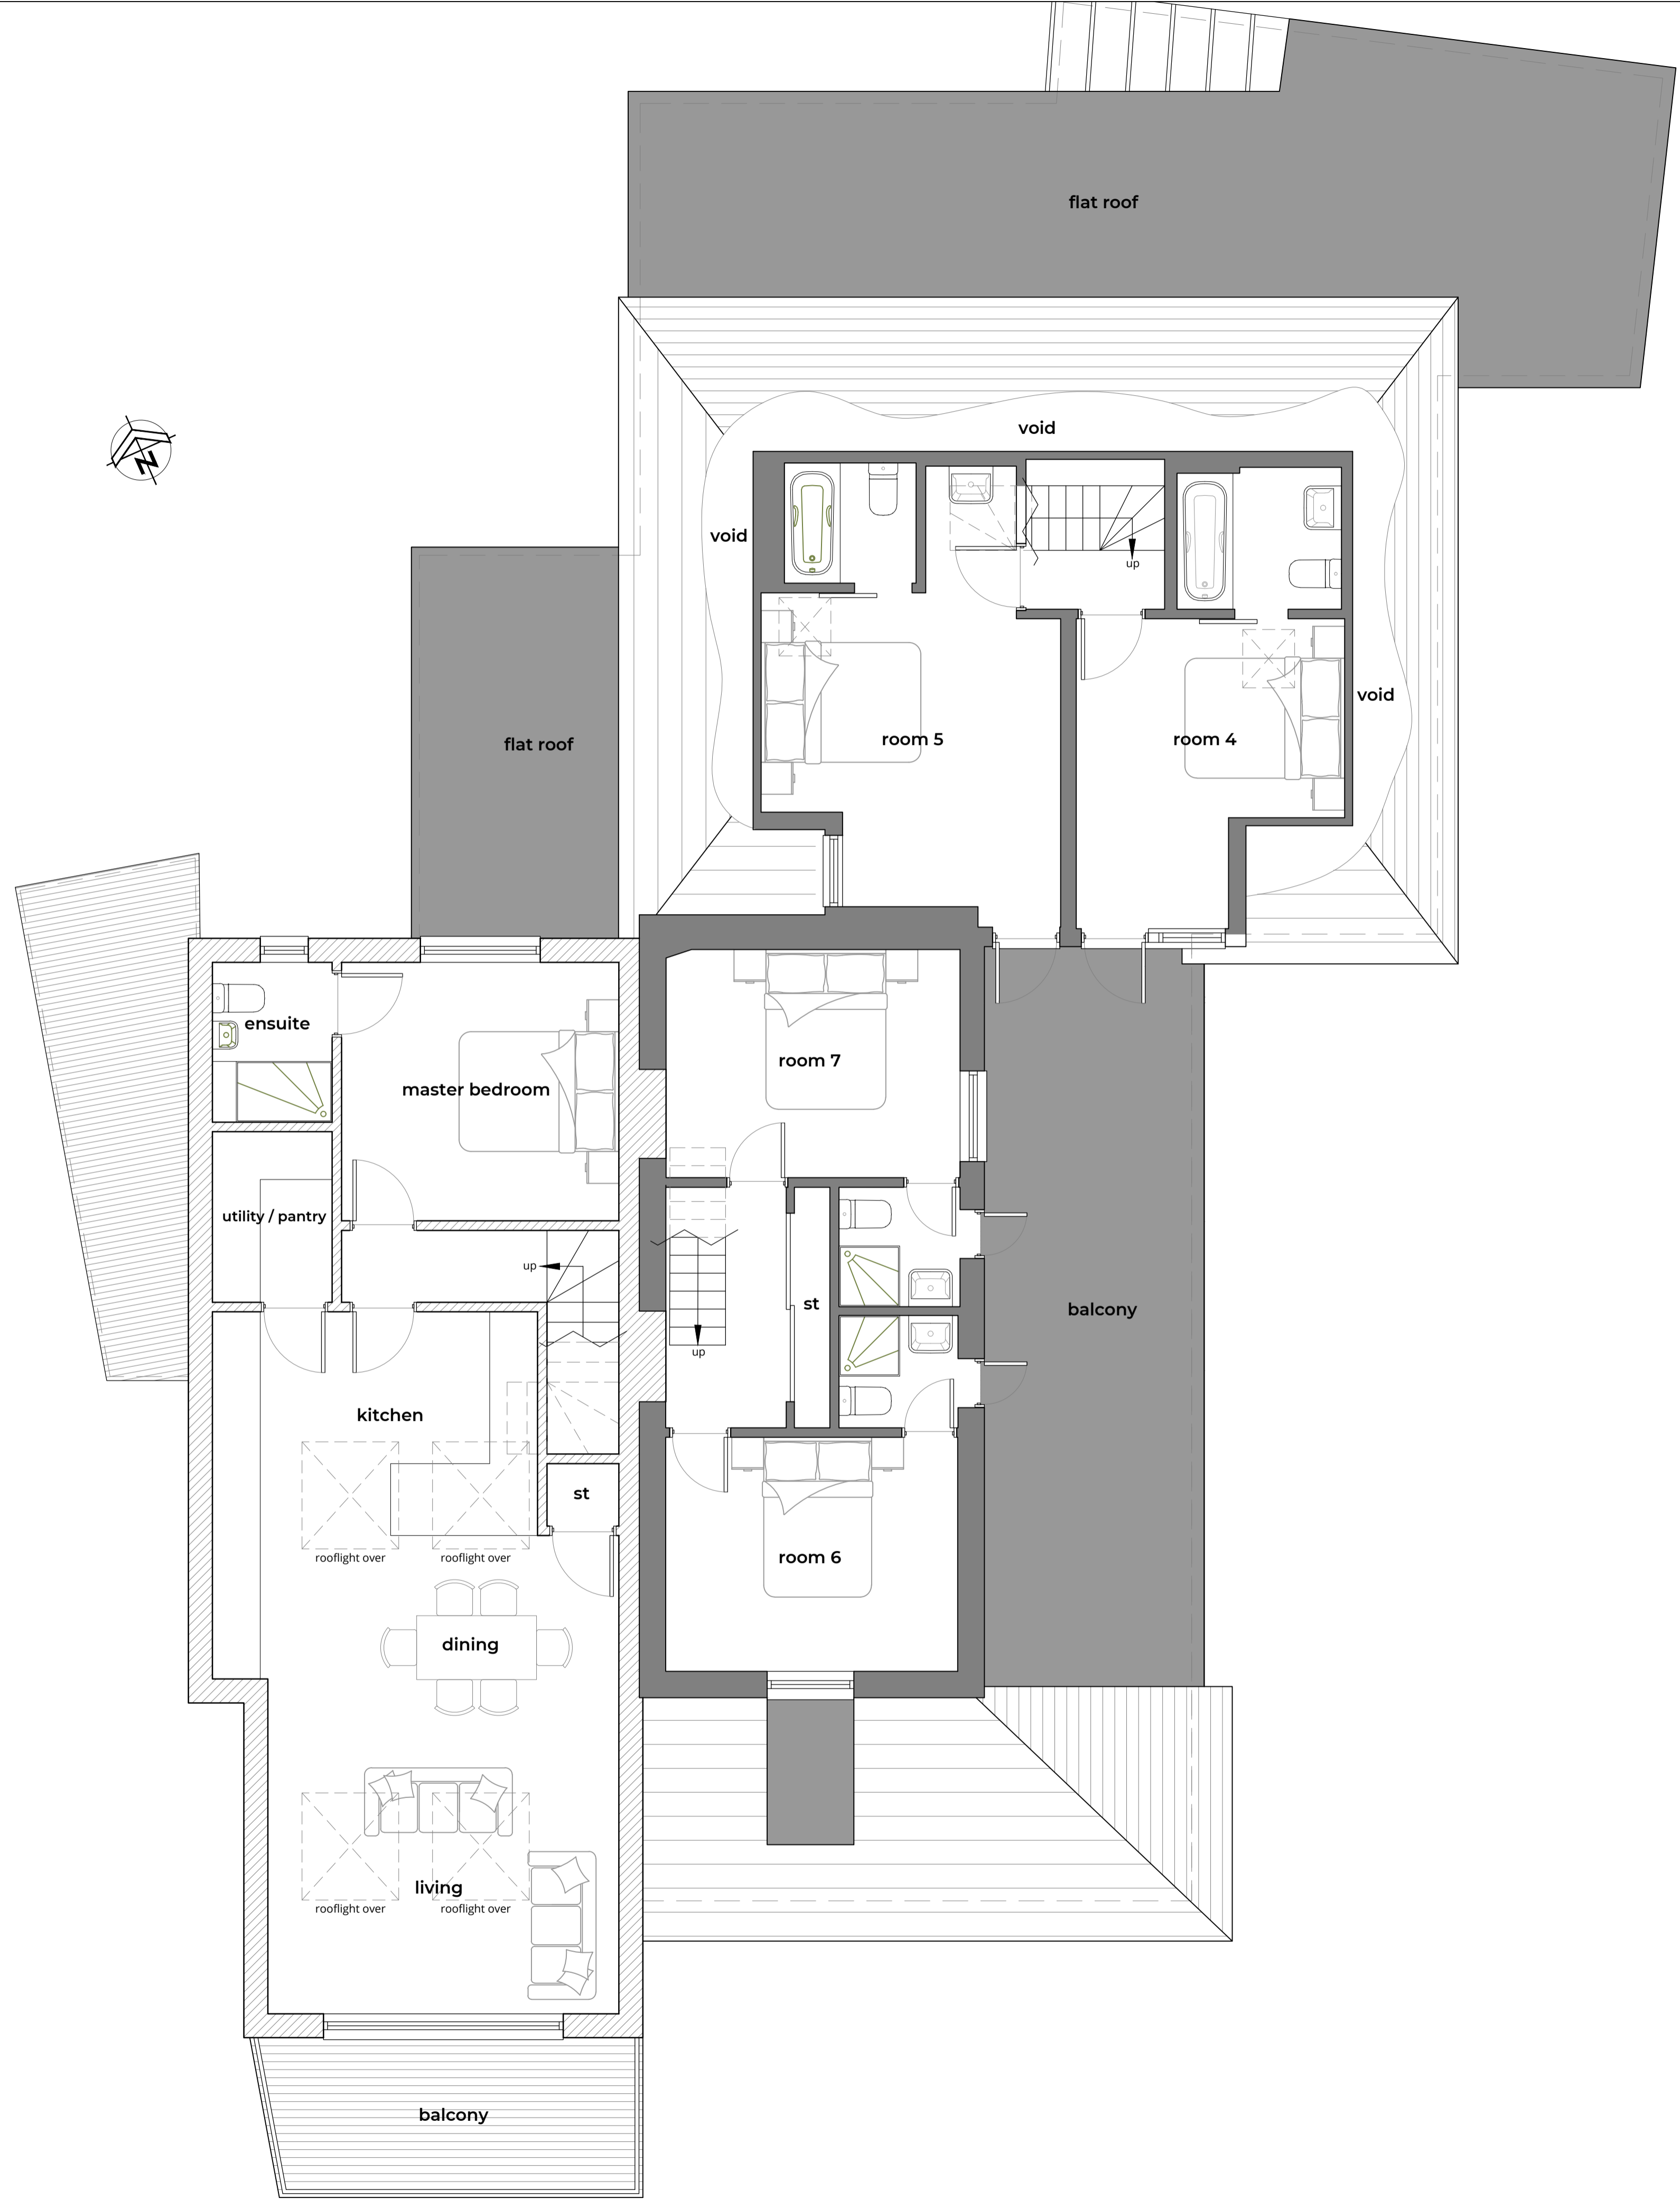 flat roof
void
N
void
up
void
room 5
room 4
flat roof
ensuite
room 7
master bedroom
utility / pantry
up
st
balcony
up
kitchen
st
room 6
rooflight over
rooflight over
dining
living
rooflight over
rooflight over
balcony